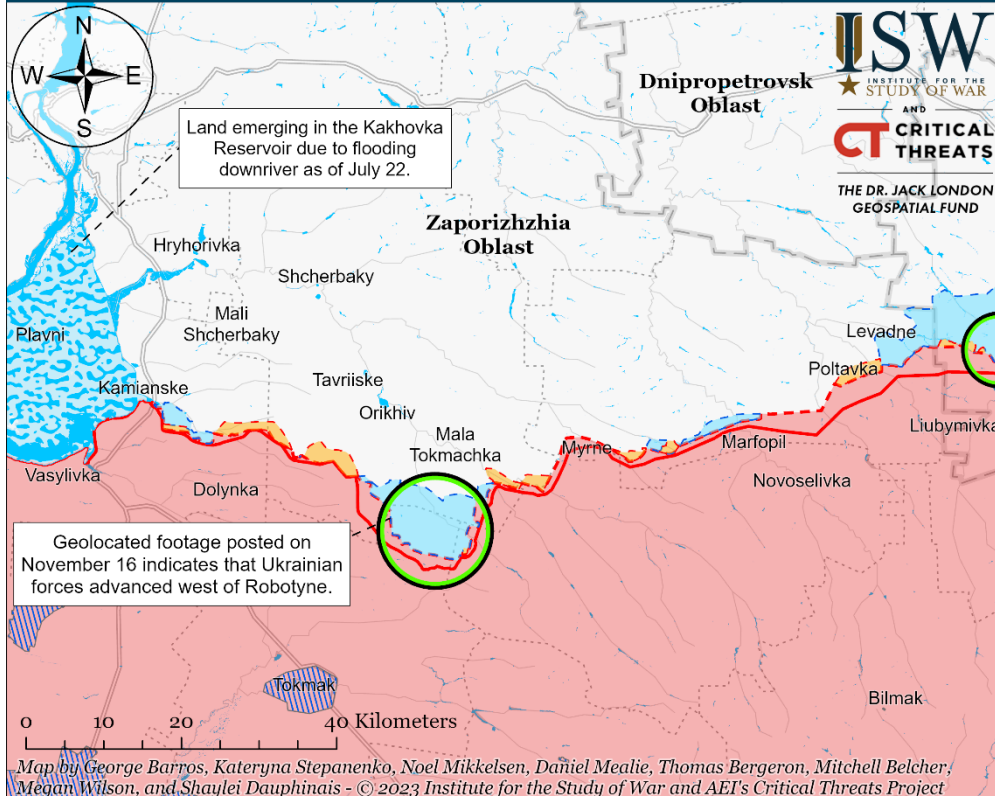 N
W
E
S
ISW
INSTITUTE FOR THE
STUDY OF WAR
AND
CT CRITICAL
THREATS
THE DR. JACK LONDON
GEOSPATIAL FUND
Dnipropetrovsk
Oblast
Land emerging in the Kakhovka
Reservoir due to flooding
downriver as of July 22.
Zaporizhzhia
Oblast
Hryhorivka
Shcherbaky
Mali
Shcherbaky
Plavni
Levadne
Poltavka
Tavriiske
Kamianske
Orikhiv
Liubymivka
Mala
Tokmachka
Myrne
Marfopil
Vasylivka
Dolynka
Novoselivka
Geolocated footage posted on
November 16 indicates that Ukrainian
forces advanced west of Robotyne.
Tokmak
Bilmak
0 10 20 40 Kilometers
Map by George Barros, Kateryna Stepanenko, Noel Mikkelsen, Daniel Mealie, Thomas Bergeron, Mitchell Belcher,
Megan Wilson, and Shaylei Dauphinais - © 2023 Institute for the Study of War and AEI's Critical Threats Project